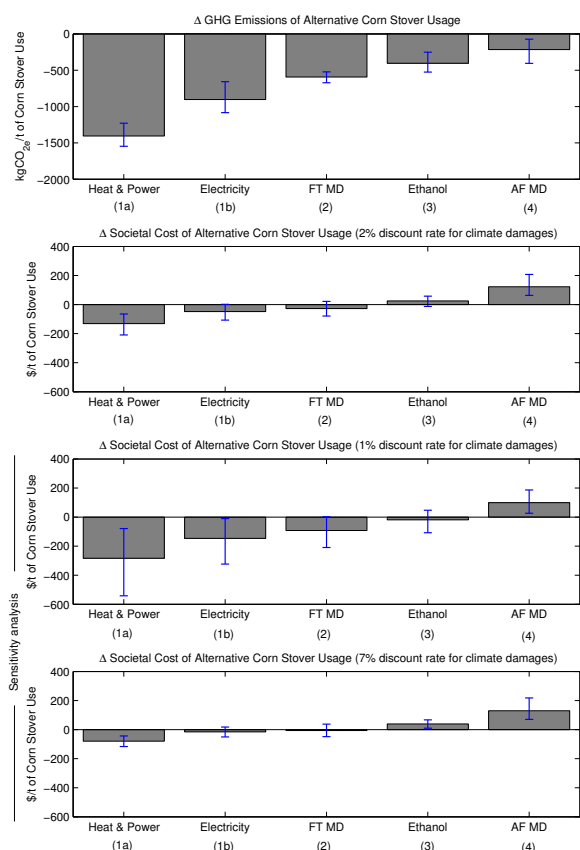 Δ GHG Emissions of Alternative Corn Stover Usage
kgCO2e/t of Corn Stover Use
0
−500
−1000
−1500
−2000
Heat & Power Electricity FT MD Ethanol AF MD
(1a) (1b) (2) (3) (4)
Δ Societal Cost of Alternative Corn Stover Usage (2% discount rate for climate damages)
$/t of Corn Stover Use
400
200
0
−200
−400
−600
Heat & Power Electricity FT MD Ethanol AF MD
(1a) (1b) (2) (3) (4)
Sensitivity analysis
Δ Societal Cost of Alternative Corn Stover Usage (1% discount rate for climate damages)
$/t of Corn Stover Use
400
200
0
−200
−400
−600
Heat & Power Electricity FT MD Ethanol AF MD
(1a) (1b) (2) (3) (4)
Δ Societal Cost of Alternative Corn Stover Usage (7% discount rate for climate damages)
$/t of Corn Stover Use
400
200
0
−200
−400
−600
Heat & Power Electricity FT MD Ethanol AF MD
(1a) (1b) (2) (3) (4)